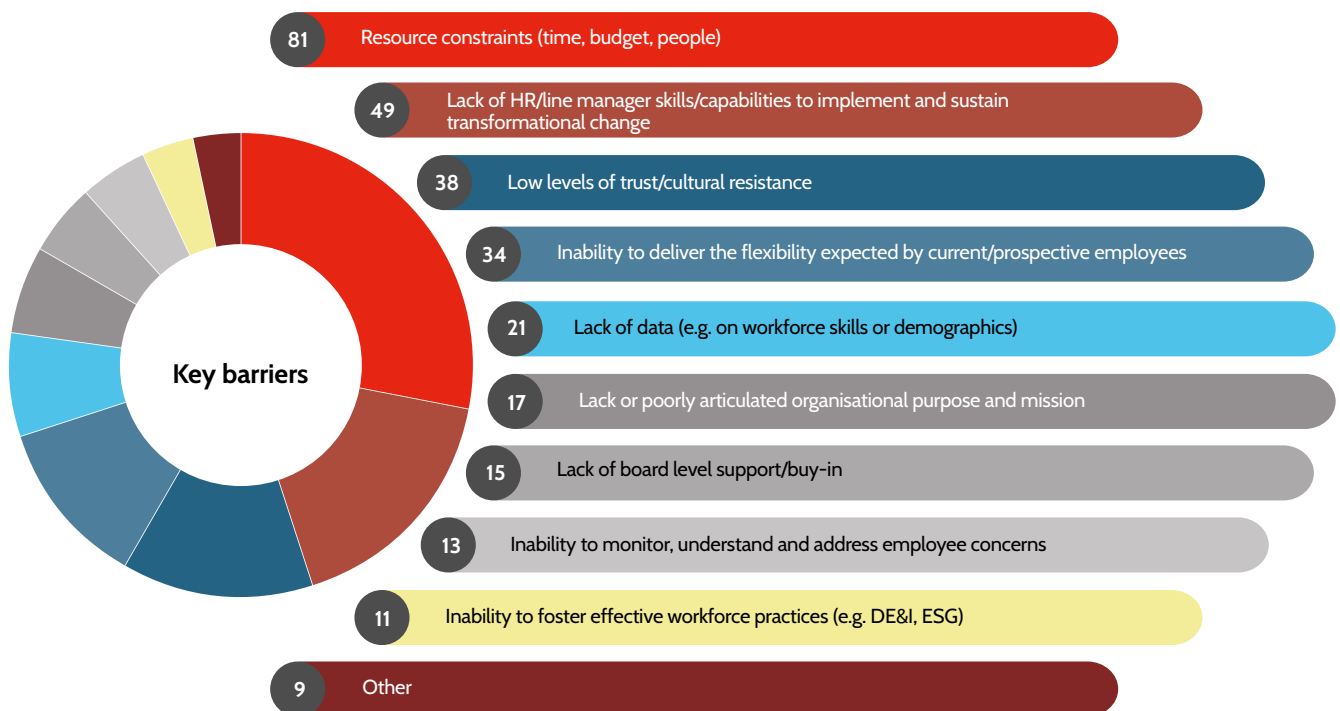 81 Resource constraints (time, budget, people)
49 Lack of HR/line manager skills/capabilities to implement and sustain
transformational change
38 Low levels of trust/cultural resistance
34 Inability to deliver the flexibility expected by current/prospective employees
Key barriers
21 Lack of data (e.g. on workforce skills or demographics)
17 Lack or poorly articulated organisational purpose and mission
15 Lack of board level support/buy-in
13 Inability to monitor, understand and address employee concerns
11 Inability to foster effective workforce practices (e.g. DE&I, ESG)
9 Other